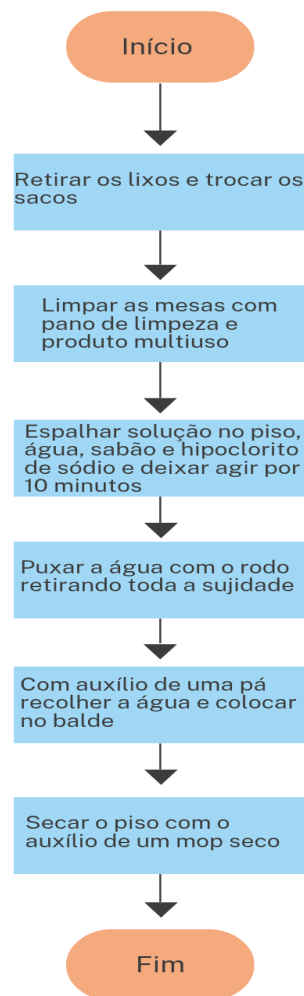 Início
Retirar os lixos e trocar os
sacos
Limpar as mesas com
pano de limpeza e
produto multiuso
Espalhar solução no piso,
água, sabão e hipoclorito
de sódio e deixar agir por
10 minutos
Puxar a água com o rodo
retirando toda a sujidade
Com auxílio de uma pá
recolher a água e colocar
no balde
Secar o piso com o
auxílio de um mop seco
Fim